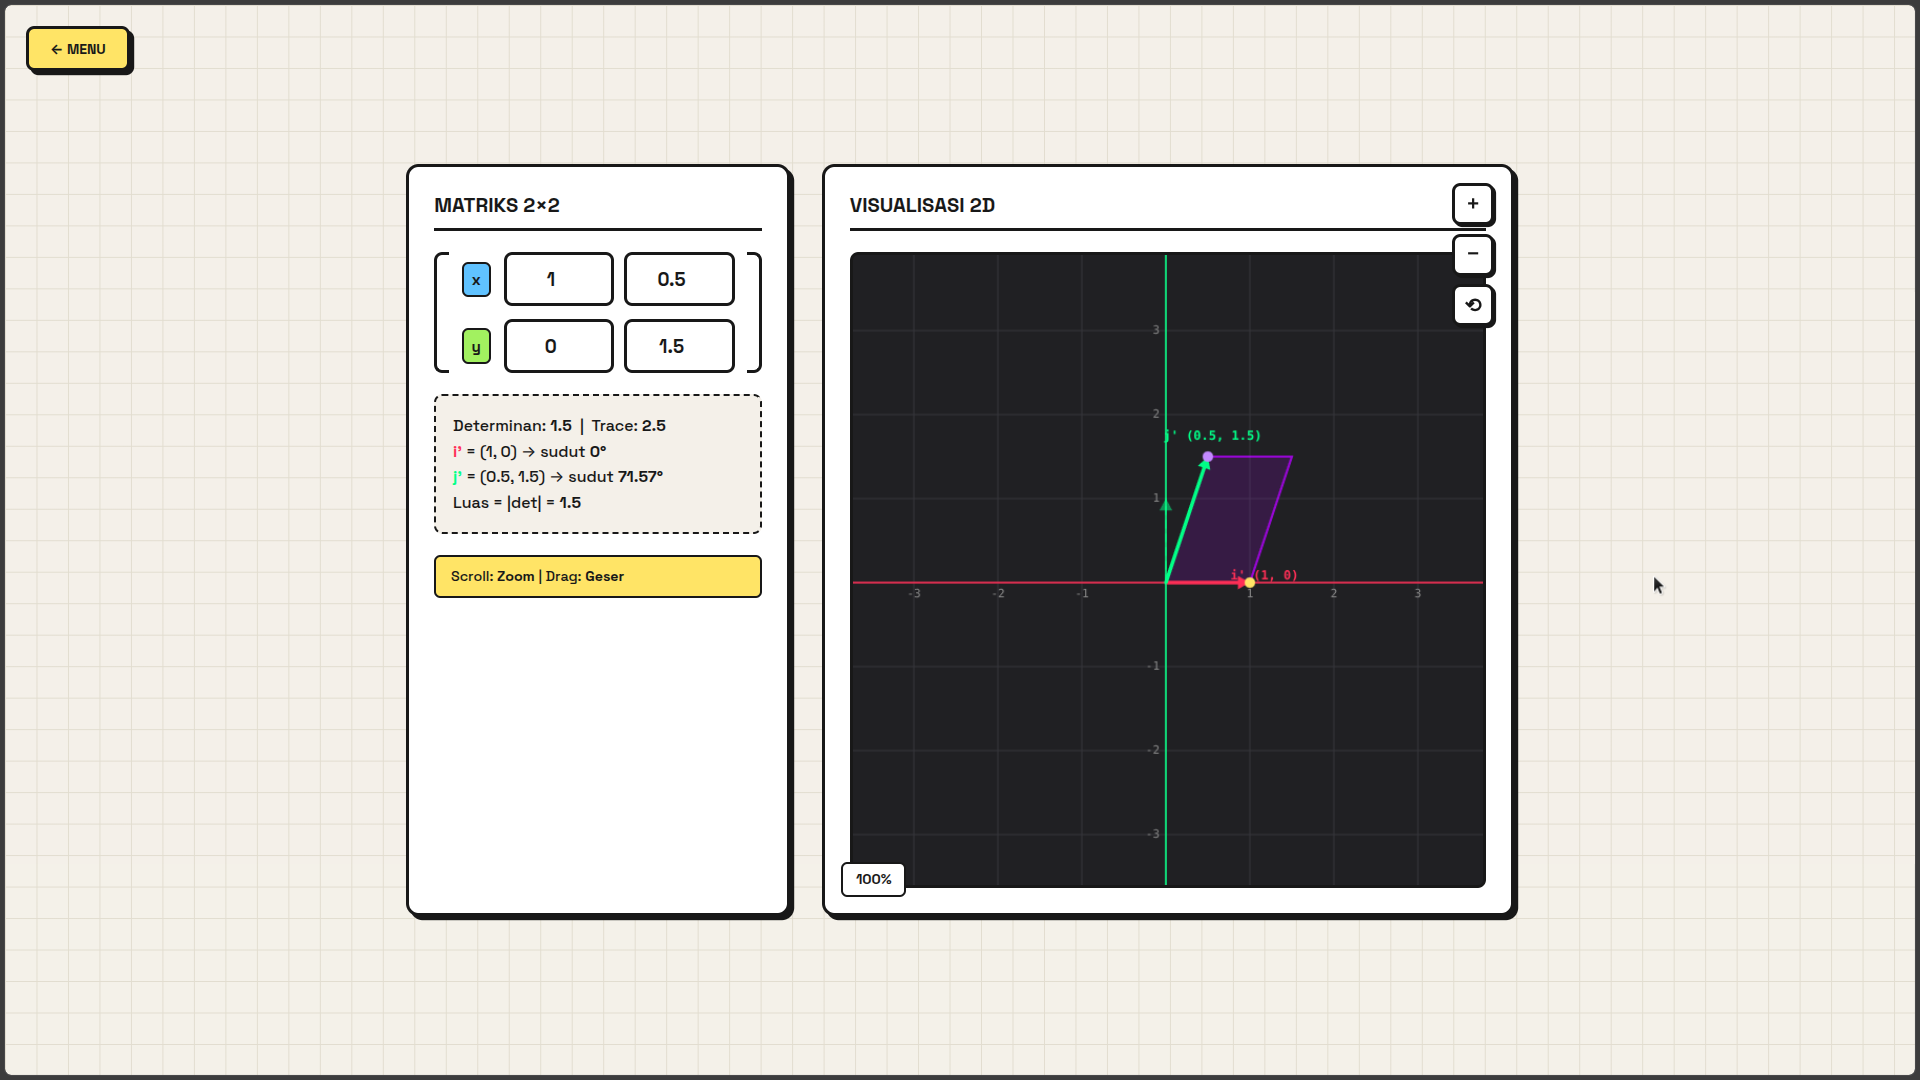 ← MENU
MATRIKS 2×2
x 1 0.5
y 0 1.5
Determinan: 1.5 | Trace: 2.5
i' = (1, 0) → sudut 0°
j' = (0.5, 1.5) → sudut 71.57°
Luas = |det| = 1.5
Scroll: Zoom | Drag: Geser
VISUALISASI 2D
+
−
⟲
3
2
j' (0.5, 1.5)
1
i' (1, 0)
-3 -2 -1 1 2 3
-1
-2
-3
100%